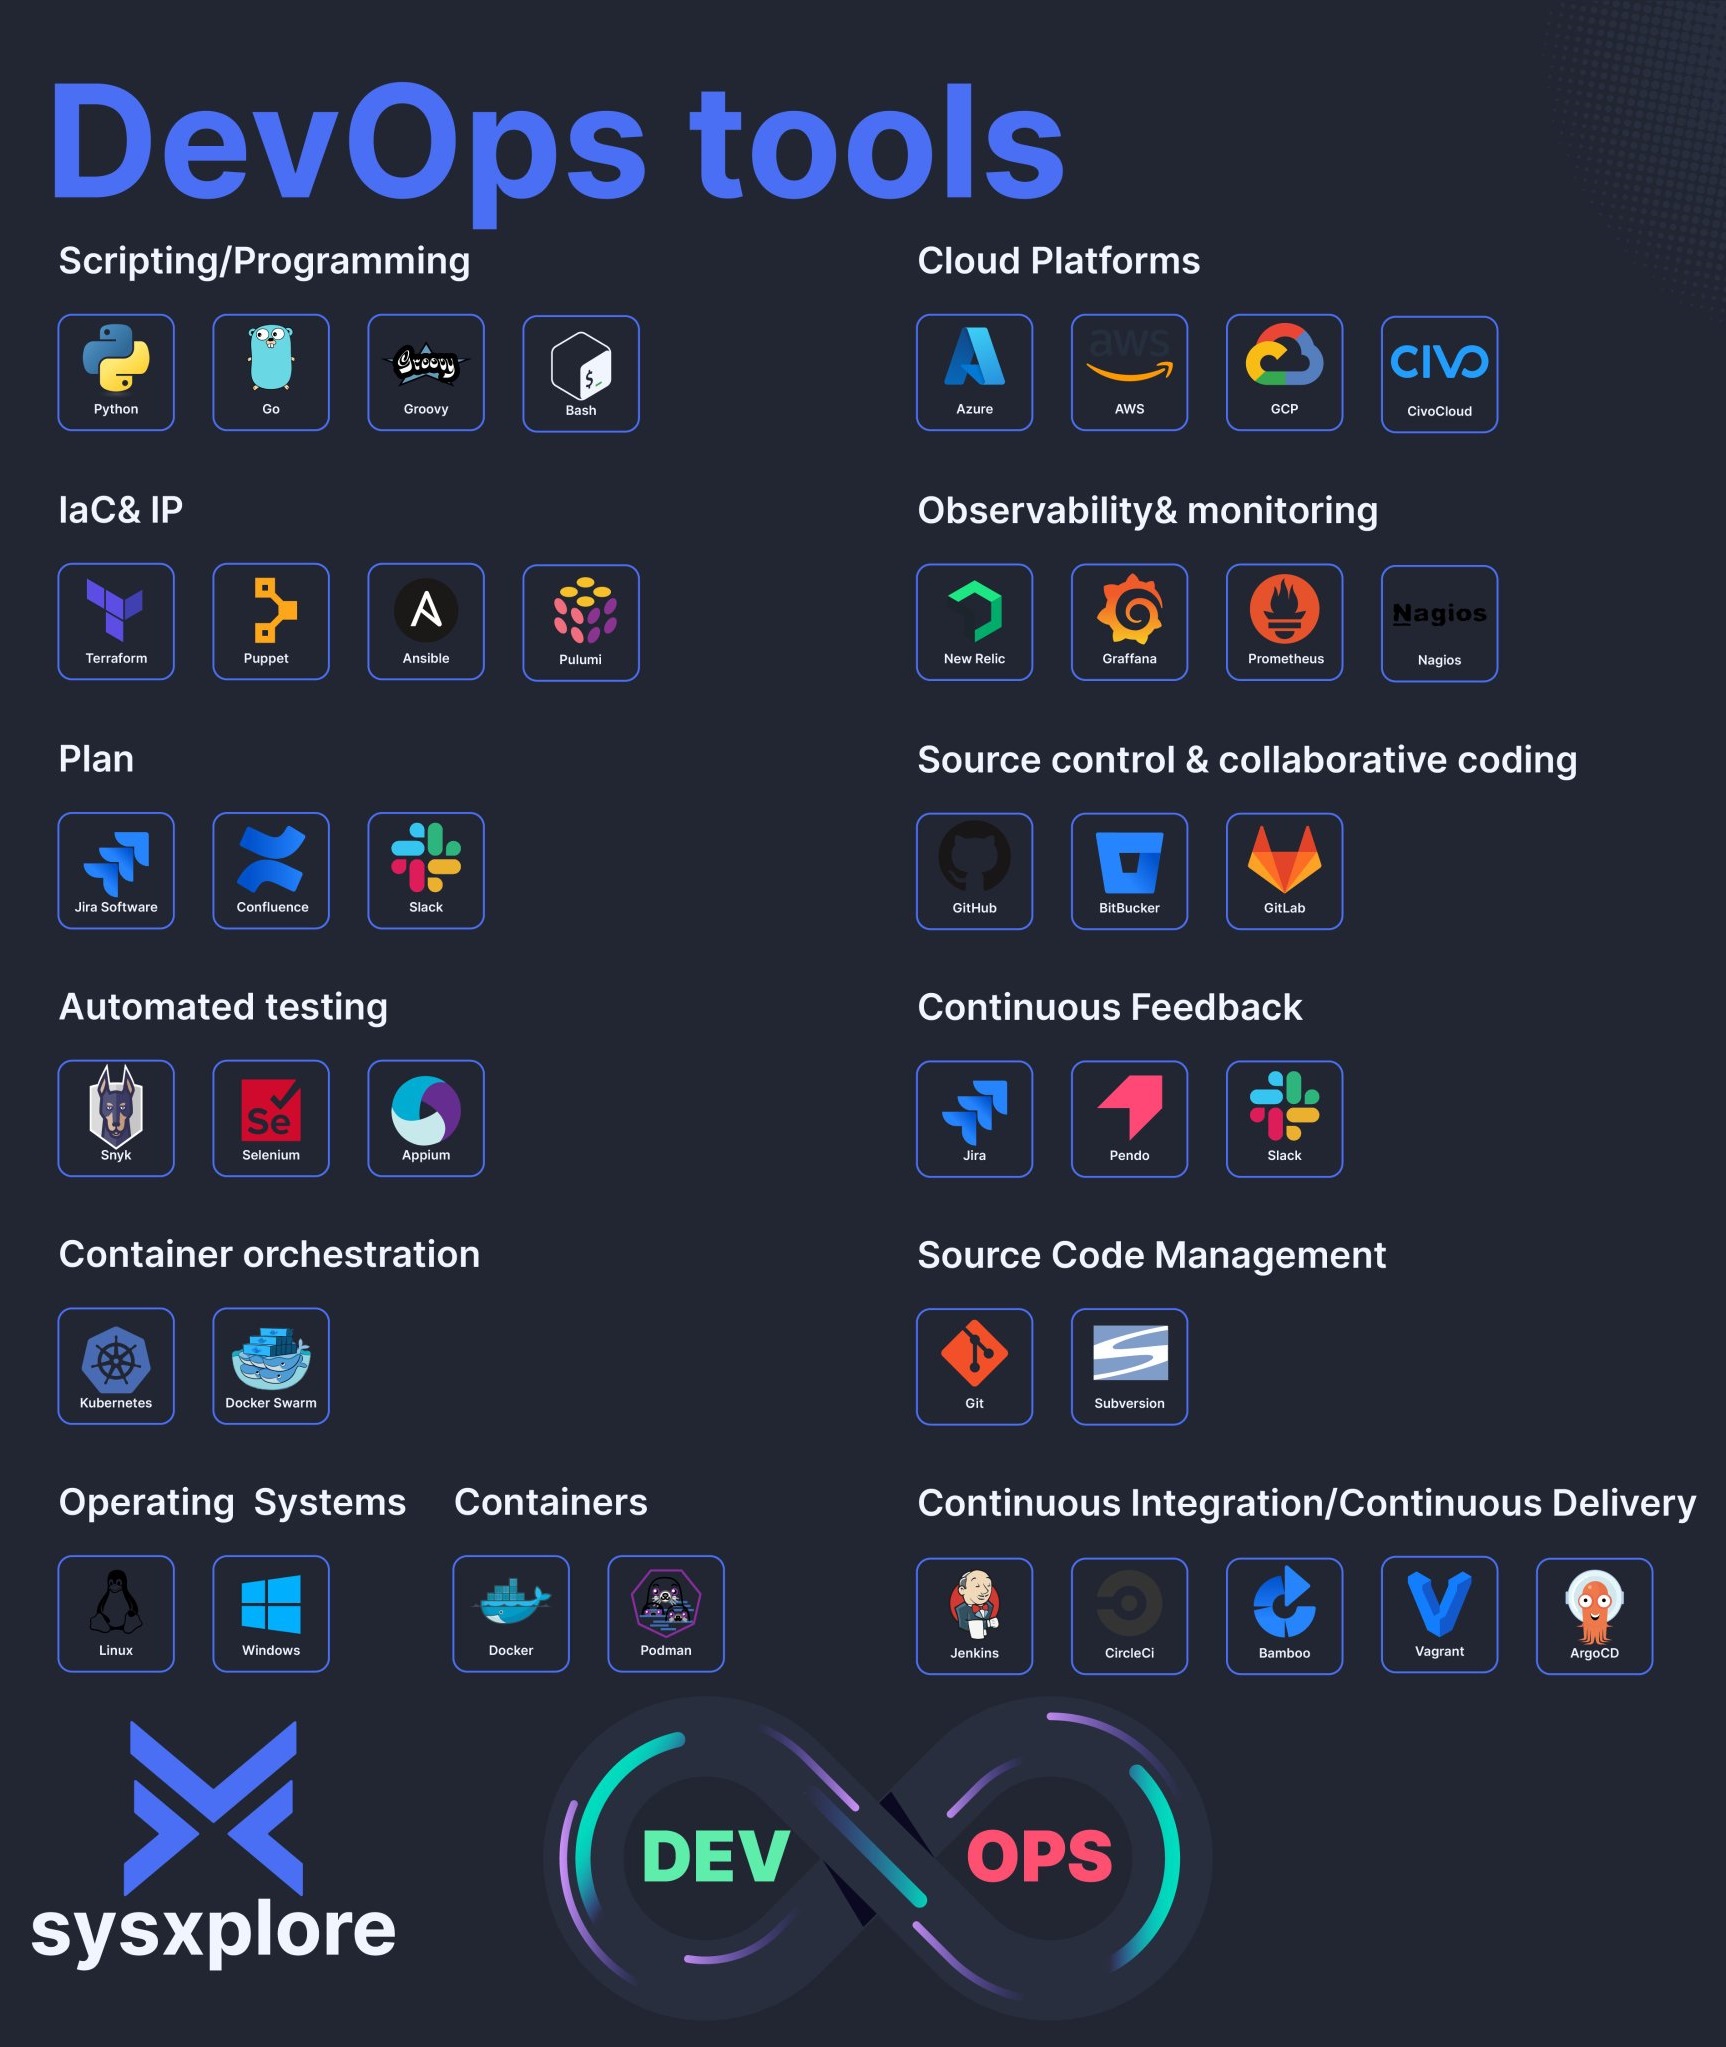 DevOps tools
Scripting/Programming
Python
Go
Groovy
Groovy
$_
Bash
Cloud Platforms
Azure
aws
AWS
GCP
CIVO
CivoCloud
IaC& IP
Terraform
Puppet
A
Ansible
Pulumi
Observability& monitoring
New Relic
Graffana
Prometheus
Nagios
Nagios
Plan
Jira Software
Confluence
Slack
Source control & collaborative coding
GitHub
BitBucker
GitLab
Automated testing
Snyk
Se
Selenium
Appium
Continuous Feedback
Jira
Pendo
Slack
Container orchestration
Kubernetes
Docker Swarm
Source Code Management
Git
Subversion
Operating  Systems
Linux
Windows
Containers
Docker
Podman
Continuous Integration/Continuous Delivery
Jenkins
CircleCi
Bamboo
Vagrant
ArgoCD
sysxplore
DEV
OPS